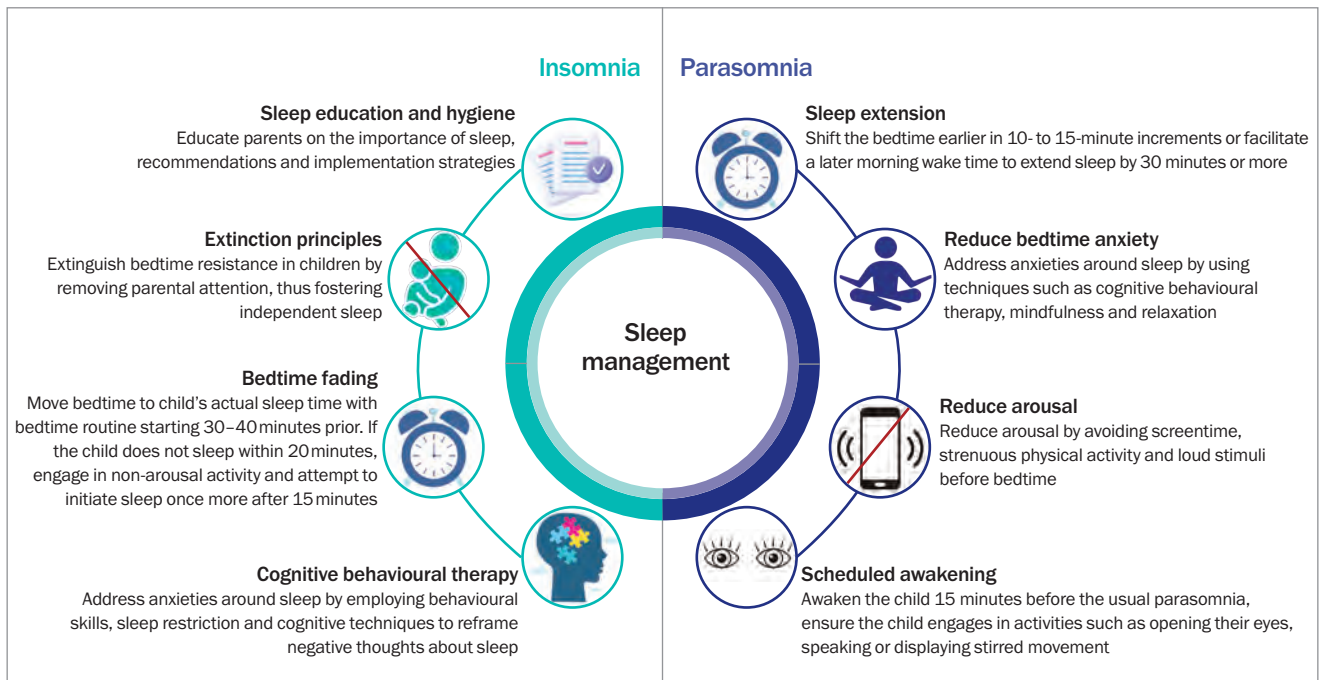 Insomnia
Sleep education and hygiene
Educate parents on the importance of sleep,
recommendations and implementation strategies
Extinction principles
Extinguish bedtime resistance in children by
removing parental attention, thus fostering
independent sleep
Bedtime fading
Move bedtime to child's actual sleep time with
bedtime routine starting 30–40 minutes prior. If
the child does not sleep within 20 minutes,
engage in non-arousal activity and attempt to
initiate sleep once more after 15 minutes
Cognitive behavioural therapy
Address anxieties around sleep by employing behavioural
skills, sleep restriction and cognitive techniques to reframe
negative thoughts about sleep
Sleep
management
Parasomnia
Sleep extension
Shift the bedtime earlier in 10- to 15-minute increments or facilitate
a later morning wake time to extend sleep by 30 minutes or more
Reduce bedtime anxiety
Address anxieties around sleep by using
techniques such as cognitive behavioural
therapy, mindfulness and relaxation
Reduce arousal
Reduce arousal by avoiding screentime,
strenuous physical activity and loud stimuli
before bedtime
Scheduled awakening
Awaken the child 15 minutes before the usual parasomnia,
ensure the child engages in activities such as opening their eyes,
speaking or displaying stirred movement